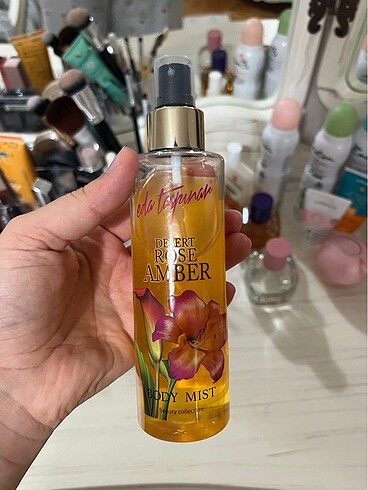 eda taşpınar
DESERT
ROSE
AMBER
BODY MIST
beauty collection